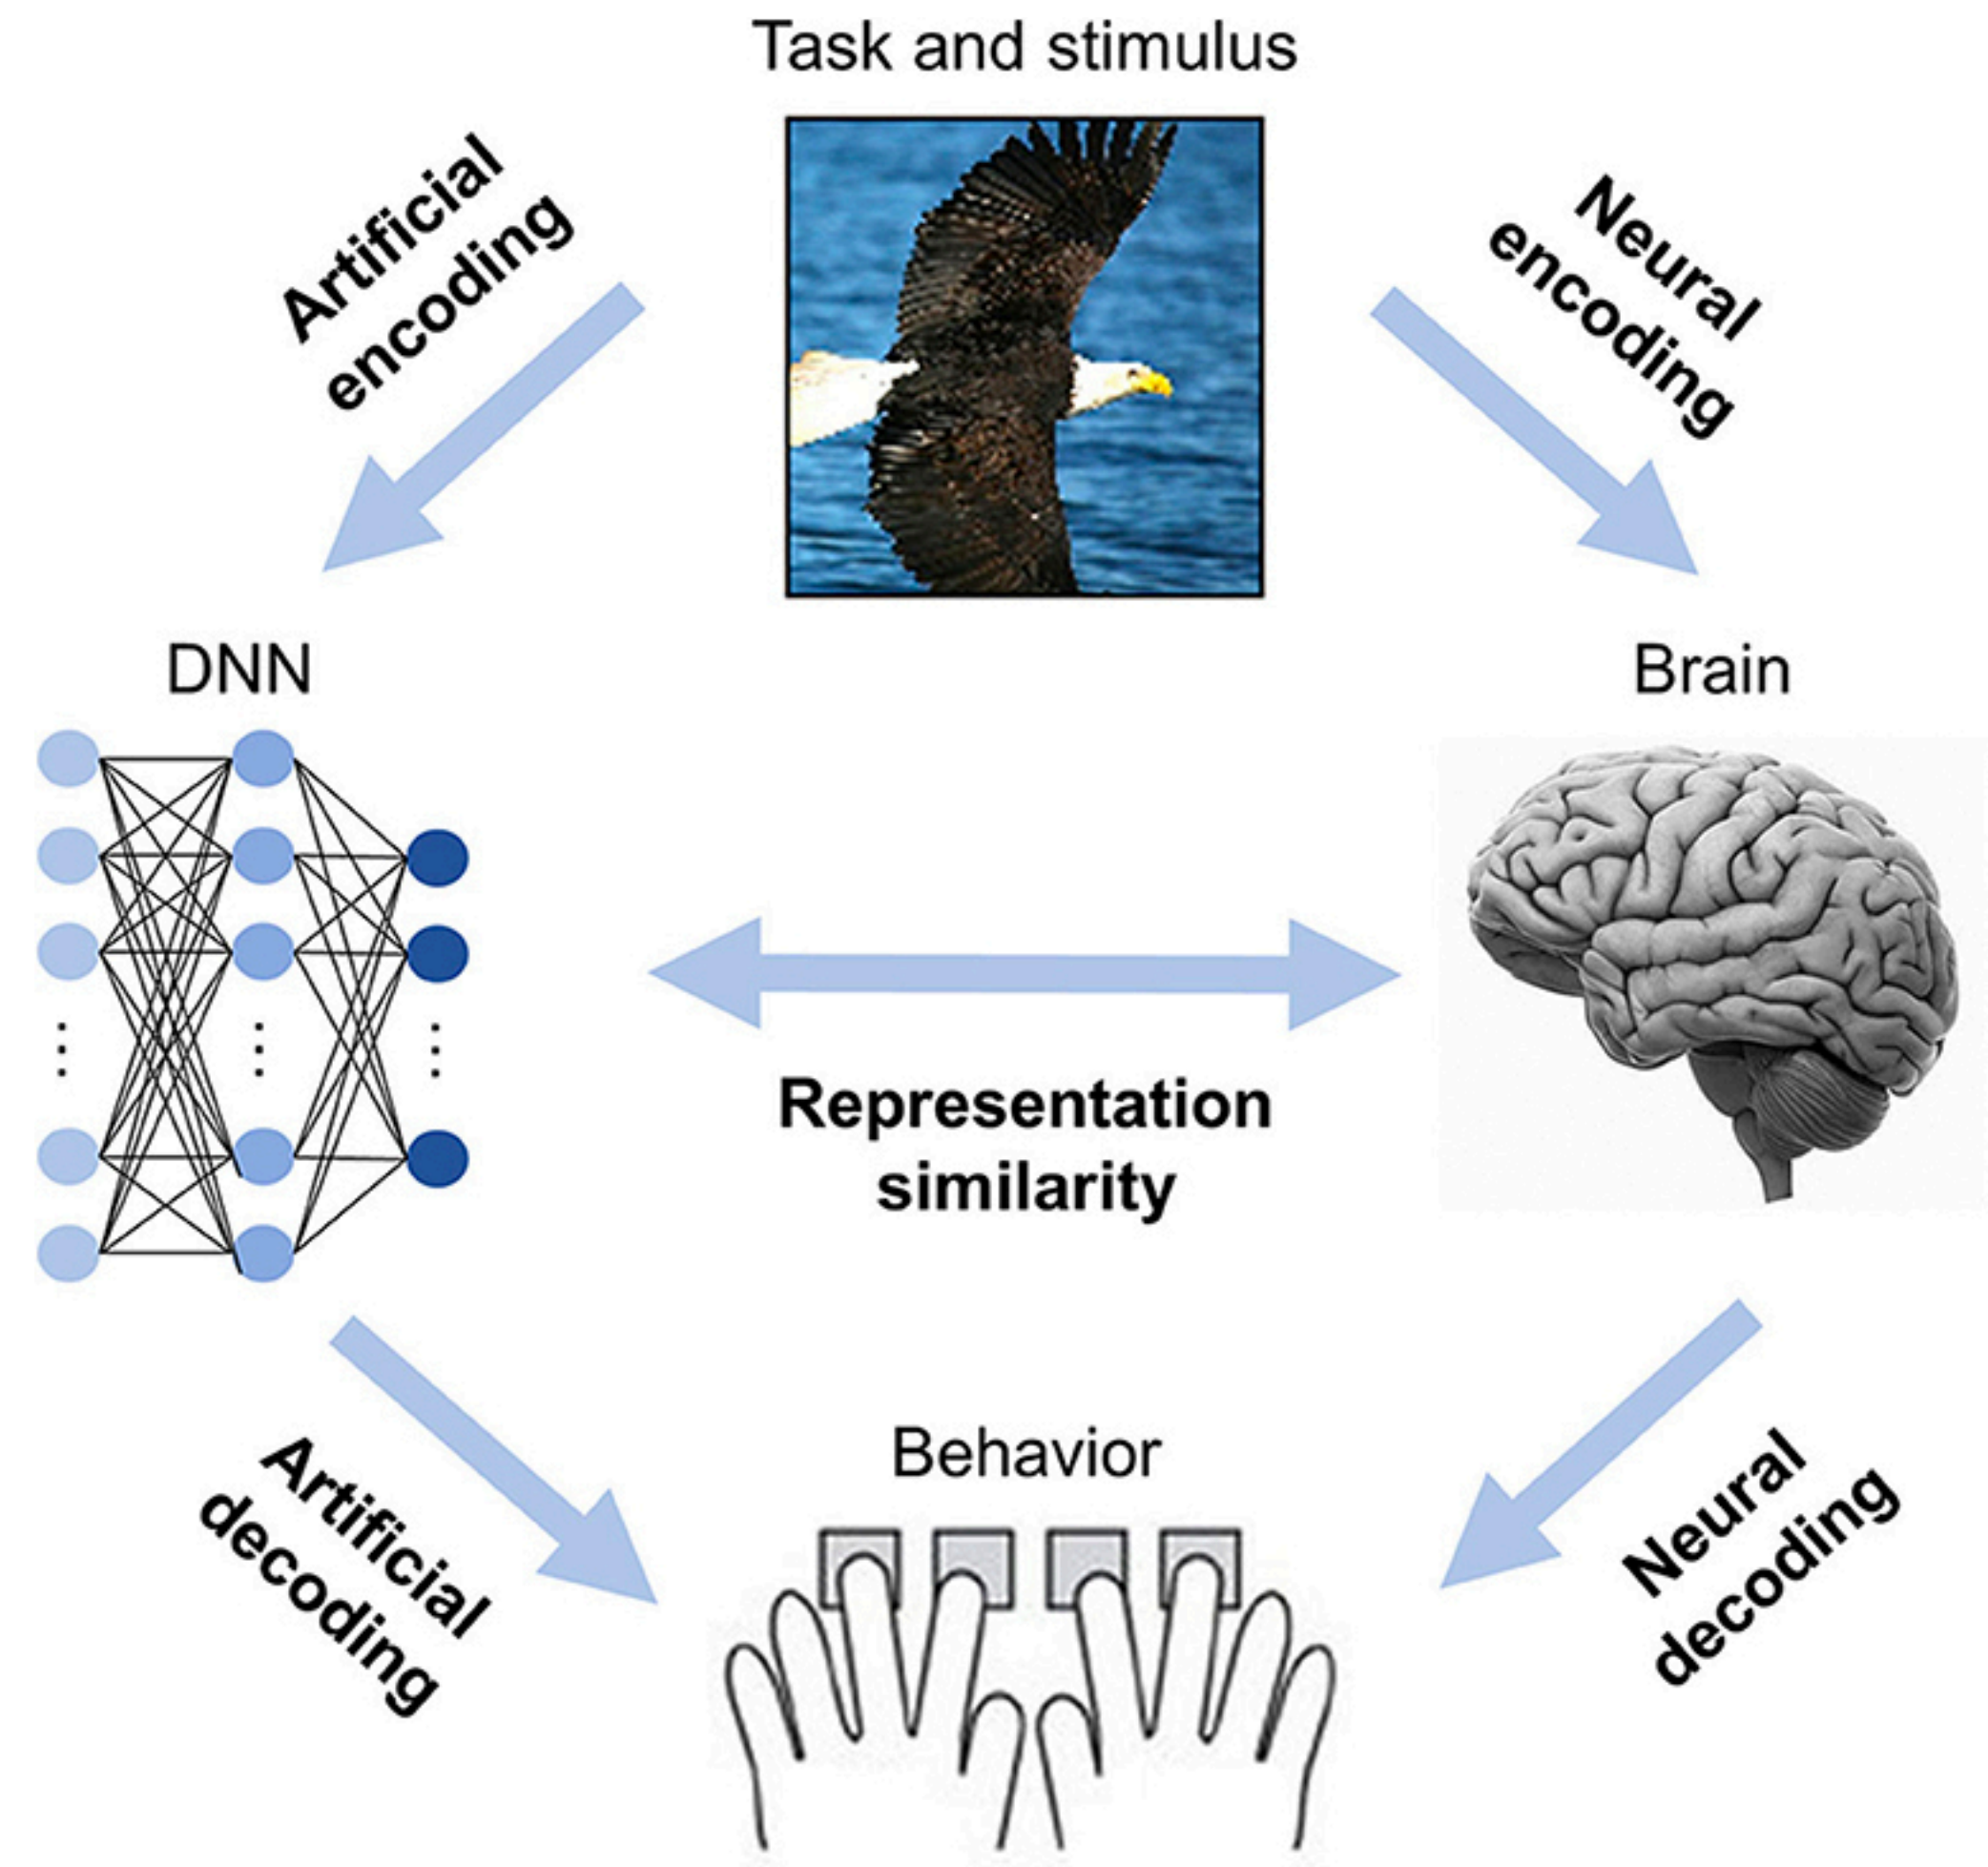 Task and stimulus
Artificial
encoding
Neural
encoding
DNN
Brain
Representation
similarity
Artificial
decoding
Behavior
Neural
decoding